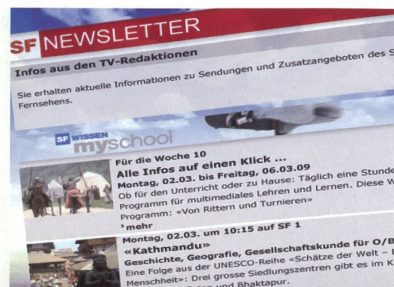 SF NEWSLETTER
Infos aus den TV-Redaktionen
Sie erhalten aktuelle Informationen zu Sendungen und Zusatzangeboten des S
Fernsehens.
SF WISSEN
myschool
Für die Woche 10
Alle Infos auf einen Klick ...
Montag, 02.03. bis Freitag, 06.03.09
Ob für den Unterricht oder zu Hause: Täglich eine Stunde
Programm für multimediales Lehren und Lernen. Diese W
Programm: «Von Rittern und Turnieren»
mehr
Montag, 02.03. um 10:15 auf SF 1
«Kathmandu»
Geschichte, Geografie, Gesellschaftskunde für O/B
Eine Folge aus der UNESCO-Reihe «Schätze der Welt –
Menschheit»: Drei grosse Siedlungszentren gibt es im K
und Bhaktapur.